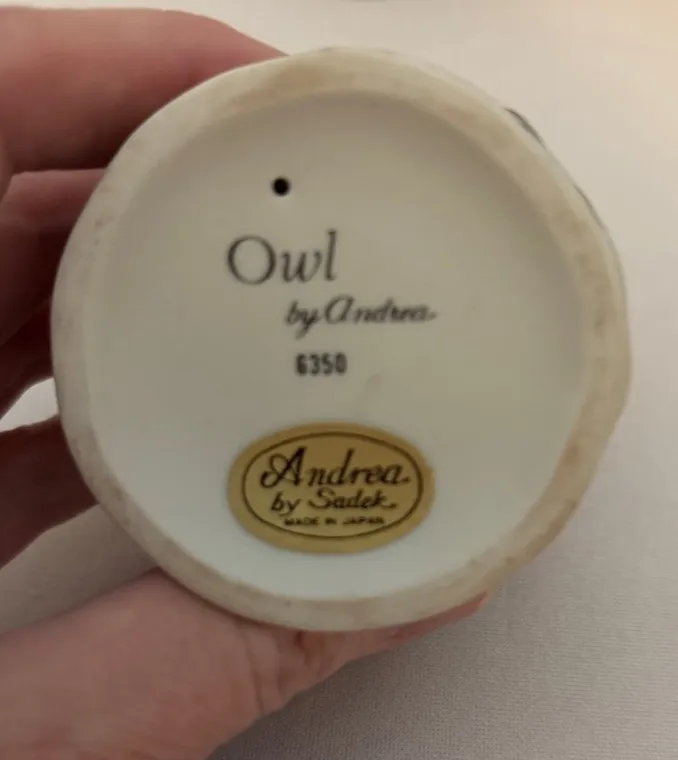 Owl
by Andrea
6350
Andrea
by Sadek
MADE IN JAPAN